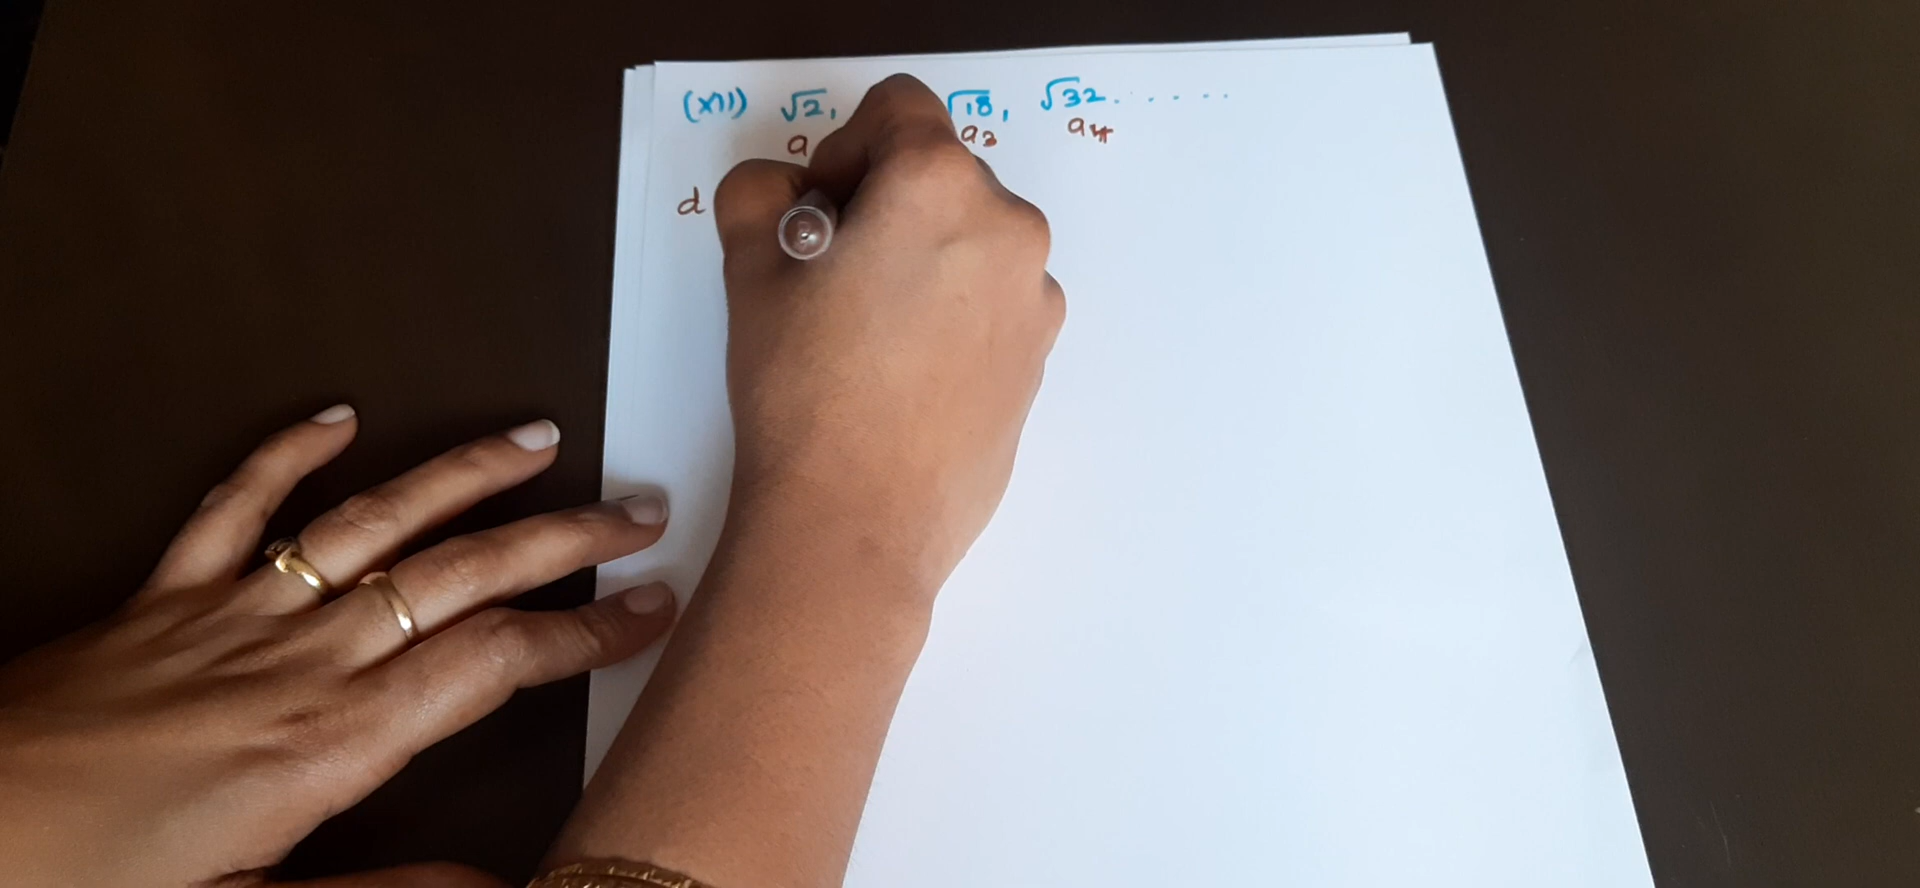 (xii) √2, √18, √32.....
a a3 a4
d